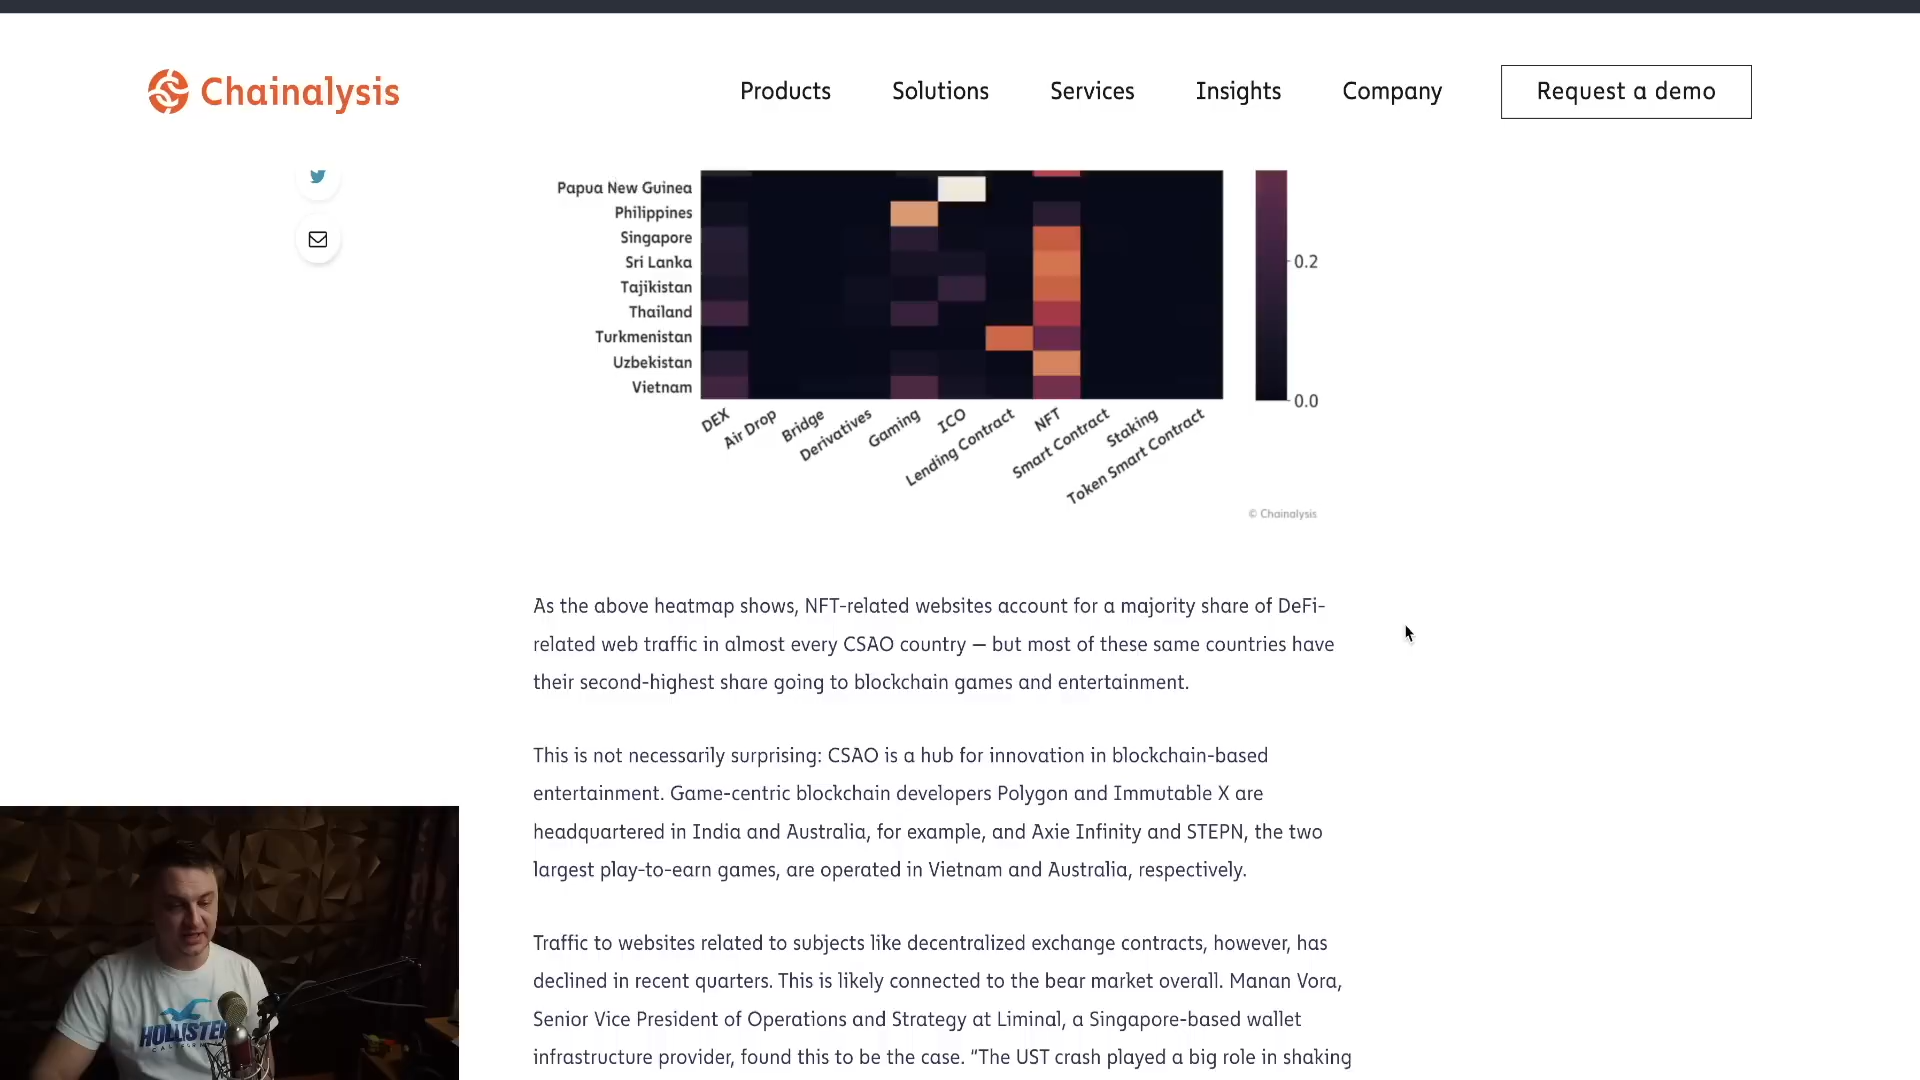 Chainalysis
Products
Solutions
Services
Insights
Company
Request a demo
Papua New Guinea
Philippines
Singapore
Sri Lanka
Tajikistan
Thailand
Turkmenistan
Uzbekistan
Vietnam
0.2
0.0
DEX
Air Drop
Bridge
Derivatives
Gaming
ICO
Lending Contract
NFT
Smart Contract
Staking
Token Smart Contract
© Chainalysis
As the above heatmap shows, NFT-related websites account for a majority share of DeFi-
related web traffic in almost every CSAO country — but most of these same countries have
their second-highest share going to blockchain games and entertainment.
This is not necessarily surprising: CSAO is a hub for innovation in blockchain-based
entertainment. Game-centric blockchain developers Polygon and Immutable X are
headquartered in India and Australia, for example, and Axie Infinity and STEPN, the two
largest play-to-earn games, are operated in Vietnam and Australia, respectively.
Traffic to websites related to subjects like decentralized exchange contracts, however, has
declined in recent quarters. This is likely connected to the bear market overall. Manan Vora,
Senior Vice President of Operations and Strategy at Liminal, a Singapore-based wallet
infrastructure provider, found this to be the case. “The UST crash played a big role in shaking
HOLLISTER